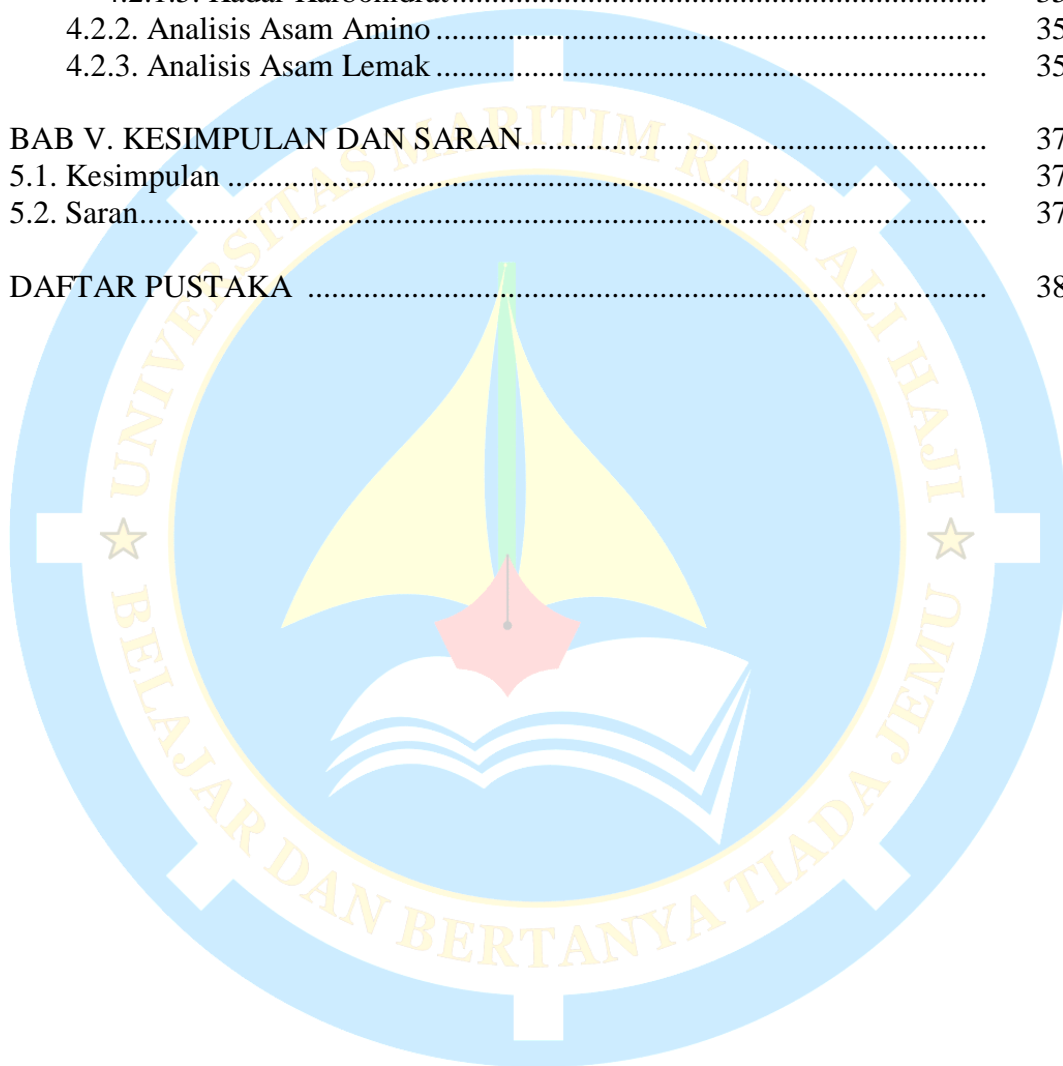 Kadar Karbohidrat
4.2.2. Analisis Asam Amino ........................................................................ 35
4.2.3. Analisis Asam Lemak ........................................................................ 35
BAB V. KESIMPULAN DAN SARAN............................................................ 37
5.1. Kesimpulan ................................................................................................ 37
5.2. Saran........................................................................................................... 37
DAFTAR PUSTAKA ........................................................................................ 38
UNIVERSITAS MARITIM RAJA ALI HAJI
BELAJAR DAN BERTANYA TIADA JEMU